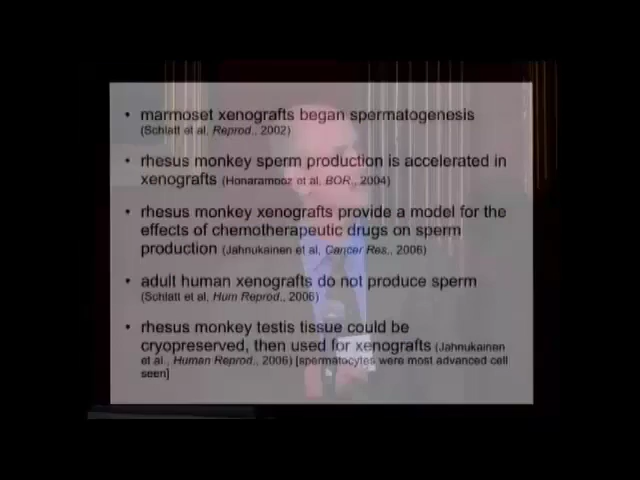 • marmoset xenografts began spermatogenesis
(Schlatt et al, Reprod., 2002)
• rhesus monkey sperm production is accelerated in
xenografts (Honaramooz et al, BOR., 2004)
• rhesus monkey xenografts provide a model for the
effects of chemotherapeutic drugs on sperm
production (Jahnukainen et al, Cancer Res., 2006)
• adult human xenografts do not produce sperm
(Schlatt et al, Hum Reprod., 2006)
• rhesus monkey testis tissue could be
cryopreserved, then used for xenografts (Jahnukainen
et al., Human Reprod., 2006) [spermatocytes were most advanced cell
seen]